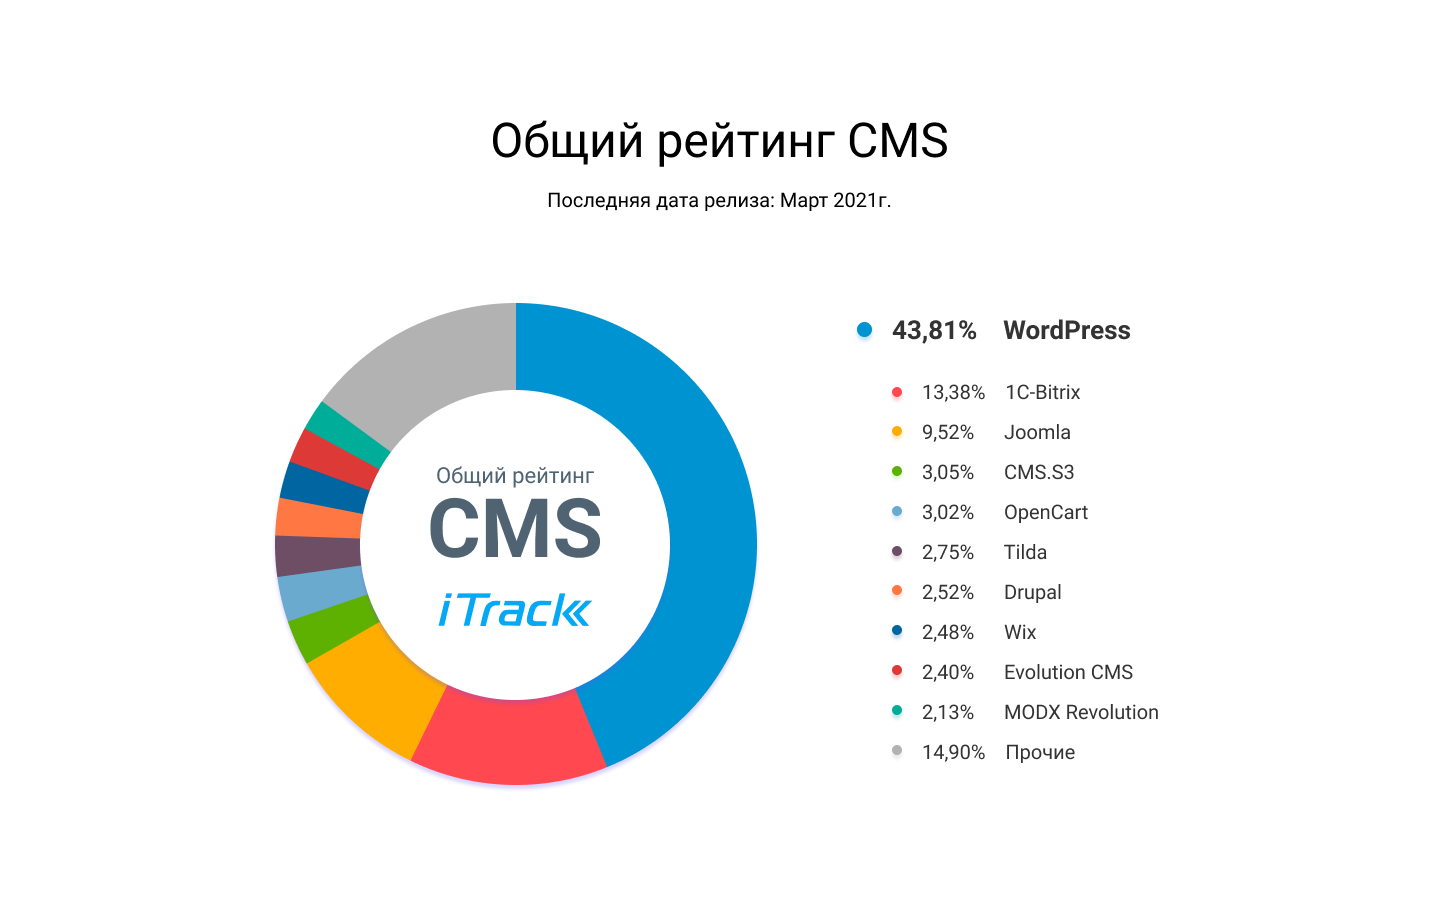 Общий рейтинг CMS
Последняя дата релиза: Март 2021г.
Общий рейтинг
CMS
iTrack
43,81% WordPress
13,38% 1C-Bitrix
9,52% Joomla
3,05% CMS.S3
3,02% OpenCart
2,75% Tilda
2,52% Drupal
2,48% Wix
2,40% Evolution CMS
2,13% MODX Revolution
14,90% Прочие